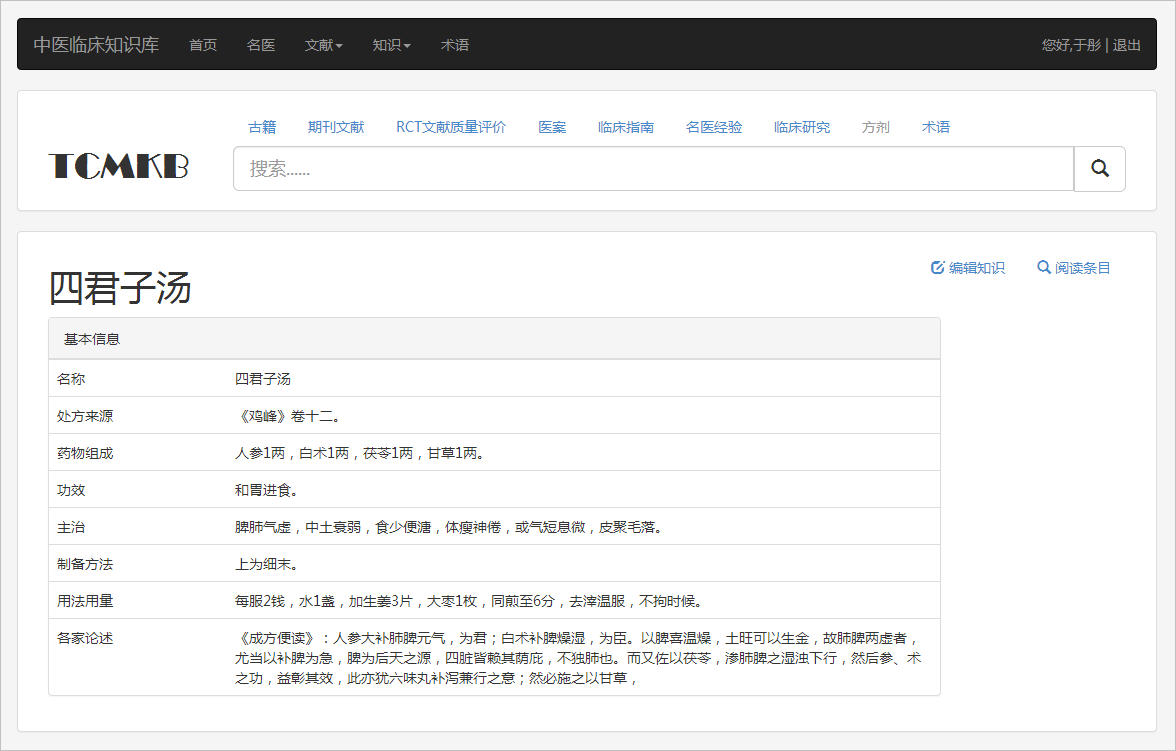 中医临床知识库 首页 名医 文献 知识 术语 您好,于彤 | 退出
古籍 期刊文献 RCT文献质量评价 医案 临床指南 名医经验 临床研究 方剂 术语
TCMKB 搜索......
编辑知识 阅读条目
四君子汤
基本信息
名称 四君子汤
处方来源 《鸡峰》卷十二。
药物组成 人参1两，白术1两，茯苓1两，甘草1两。
功效 和胃进食。
主治 脾肺气虚，中土衰弱，食少便溏，体瘦神倦，或气短息微，皮聚毛落。
制备方法 上为细末。
用法用量 每服2钱，水1盏，加生姜3片，大枣1枚，同煎至6分，去滓温服，不拘时候。
各家论述 《成方便读》：人参大补肺脾元气，为君；白术补脾燥湿，为臣。以脾喜温燥，土旺可以生金，故肺脾两虚者，
尤当以补脾为急，脾为后天之源，四脏皆赖其荫庇，不独肺也。而又佐以茯苓，渗肺脾之湿浊下行，然后参、术
之功，益彰其效，此亦犹六味丸补泻兼行之意；然必施之以甘草，